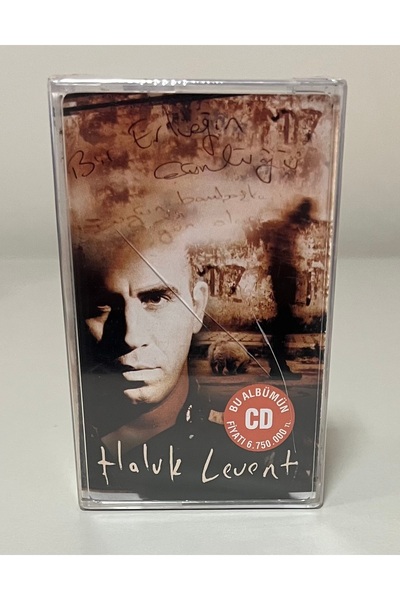 Bir Erkeğin
Günlüğü
BU ALBÜMÜN
CD
FİYATI 6.750.000 TL
Haluk Levent